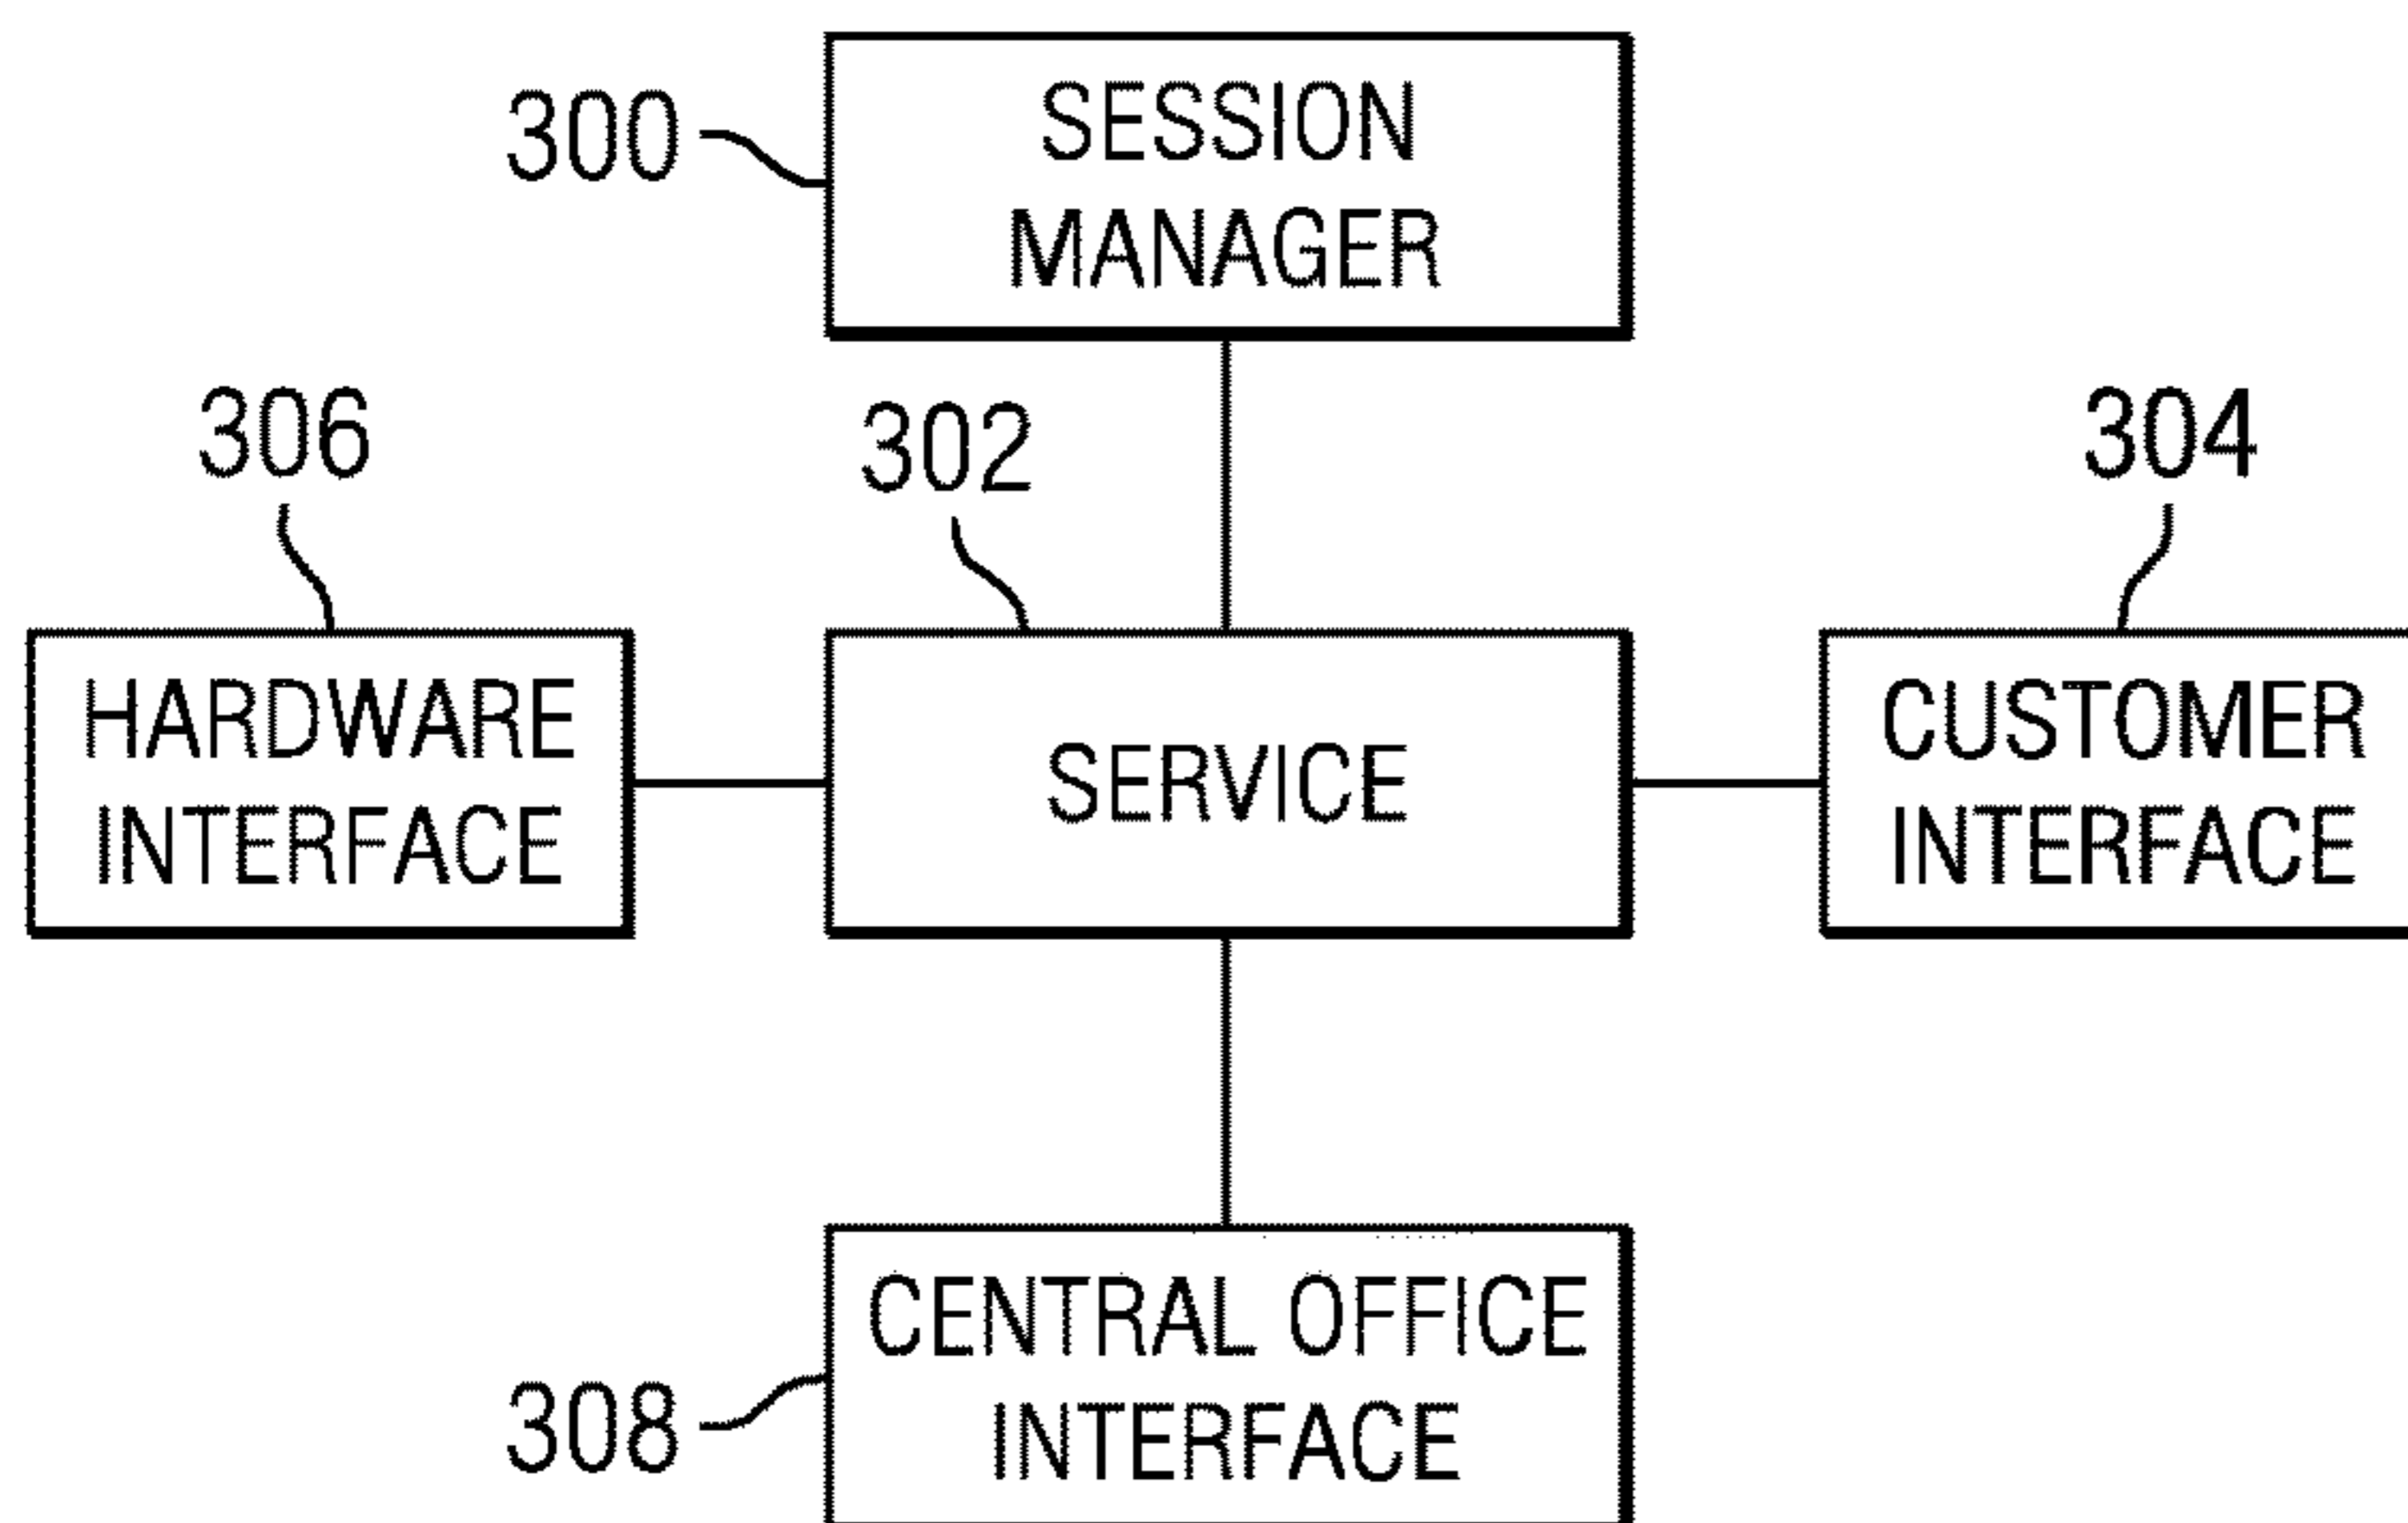 300
SESSION
MANAGER
306
302
304
HARDWARE
INTERFACE
SERVICE
CUSTOMER
INTERFACE
308
CENTRAL OFFICE
INTERFACE